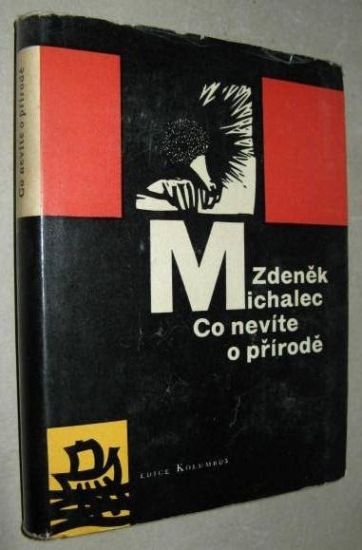 Co nevíte o přírodě
Zdeněk
Michalec
Co nevíte
o přírodě
EDICE KOLUMBUS